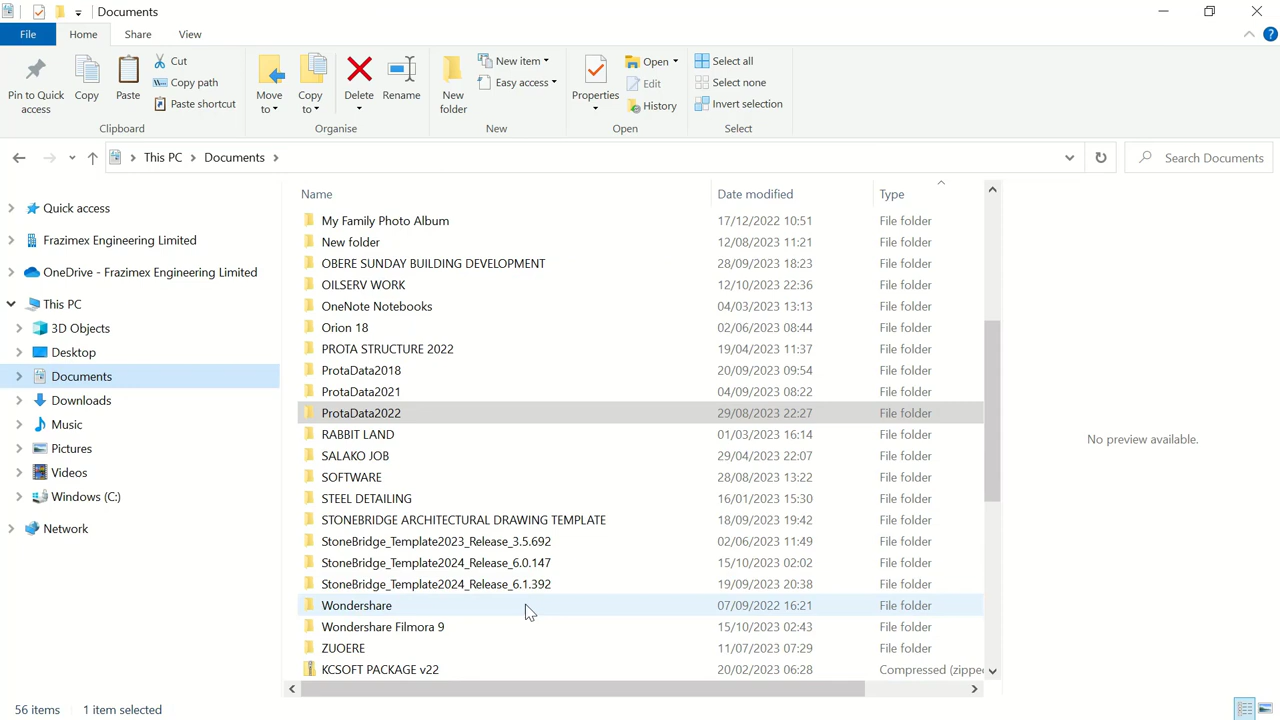 Documents
File Home Share View
Pin to Quick access
Copy
Paste
Cut
Copy path
Paste shortcut
Clipboard
Move to
Copy to
Delete
Rename
Organise
New folder
New item
Easy access
New
Properties
Open
Edit
History
Open
Select all
Select none
Invert selection
Select
This PC Documents
Search Documents
Quick access
Frazimex Engineering Limited
OneDrive - Frazimex Engineering Limited
This PC
3D Objects
Desktop
Documents
Downloads
Music
Pictures
Videos
Windows (C:)
Network
Name Date modified Type
My Family Photo Album 17/12/2022 10:51 File folder
New folder 12/08/2023 11:21 File folder
OBERE SUNDAY BUILDING DEVELOPMENT 28/09/2023 18:23 File folder
OILSERV WORK 12/10/2023 22:36 File folder
OneNote Notebooks 04/03/2023 13:13 File folder
Orion 18 02/06/2023 08:44 File folder
PROTA STRUCTURE 2022 19/04/2023 11:37 File folder
ProtaData2018 20/09/2023 09:54 File folder
ProtaData2021 04/09/2023 08:22 File folder
ProtaData2022 29/08/2023 22:27 File folder
RABBIT LAND 01/03/2023 16:14 File folder
SALAKO JOB 29/04/2023 22:07 File folder
SOFTWARE 28/08/2023 13:22 File folder
STEEL DETAILING 16/01/2023 15:30 File folder
STONEBRIDGE ARCHITECTURAL DRAWING TEMPLATE 18/09/2023 19:42 File folder
StoneBridge_Template2023_Release_3.5.692 02/06/2023 11:49 File folder
StoneBridge_Template2024_Release_6.0.147 15/10/2023 02:02 File folder
StoneBridge_Template2024_Release_6.1.392 19/09/2023 20:38 File folder
Wondershare 07/09/2022 16:21 File folder
Wondershare Filmora 9 15/10/2023 02:43 File folder
ZUOERE 11/07/2023 07:29 File folder
KCSOFT PACKAGE v22 20/02/2023 06:28 Compressed (zippe
No preview available.
56 items 1 item selected